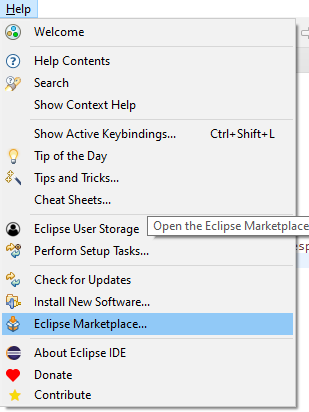 Help
Welcome
Help Contents
Search
Show Context Help
Show Active Keybindings... Ctrl+Shift+L
Tip of the Day
Tips and Tricks...
Cheat Sheets...
Eclipse User Storage
Open the Eclipse Marketplace
Perform Setup Tasks...
Check for Updates
Install New Software...
Eclipse Marketplace...
About Eclipse IDE
Donate
Contribute